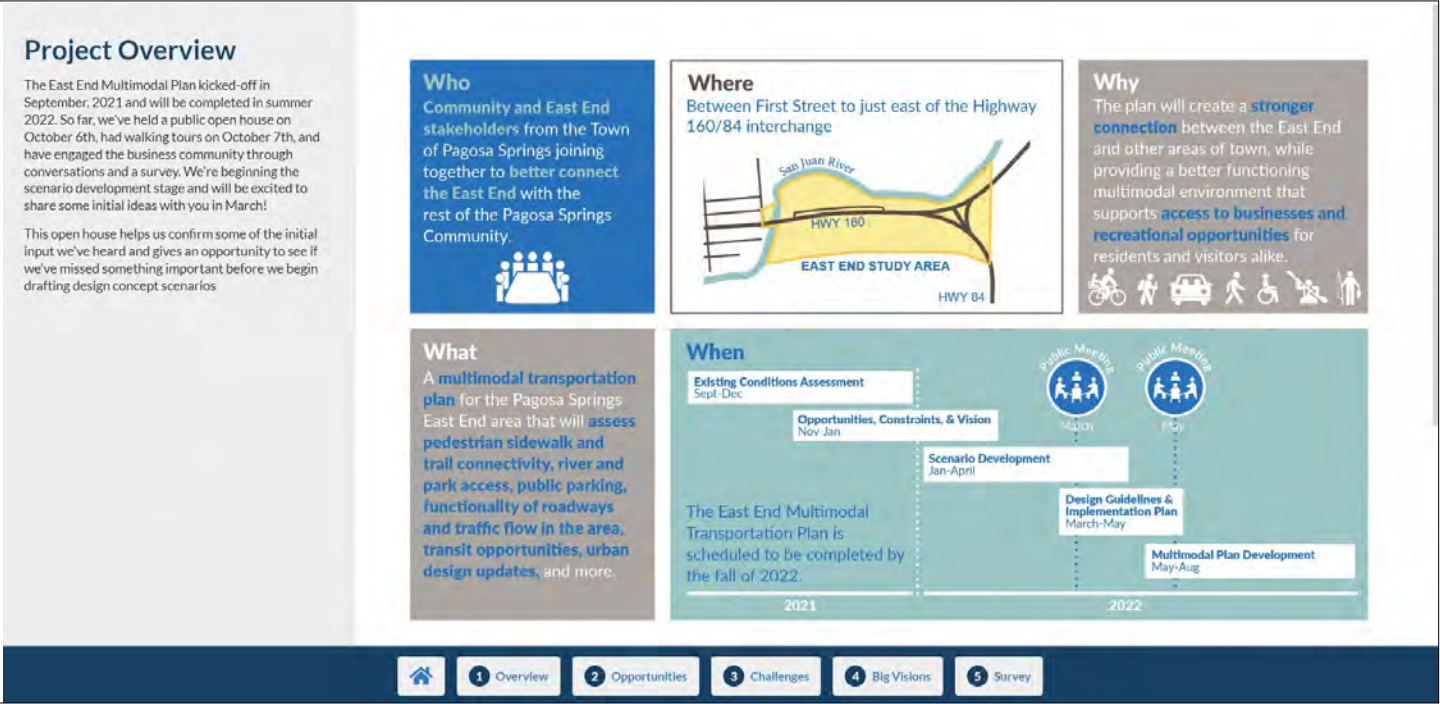 Project Overview
The East End Multimodal Plan kicked-off in
September, 2021 and will be completed in summer
2022. So far, we've held a public open house on
October 6th, had walking tours on October 7th, and
have engaged the business community through
conversations and a survey. We're beginning the
scenario development stage and will be excited to
share some initial ideas with you in March!
This open house helps us confirm some of the initial
input we've heard and gives an opportunity to see if
we've missed something important before we begin
drafting design concept scenarios
Who
Community and East End
stakeholders from the Town
of Pagosa Springs joining
together to better connect
the East End with the
rest of the Pagosa Springs
Community.
Where
Between First Street to just east of the Highway
160/84 interchange
San Juan River
HWY 160
EAST END STUDY AREA
HWY 84
Why
The plan will create a stronger
connection between the East End
and other areas of town, while
providing a better functioning
multimodal environment that
supports access to businesses and
recreational opportunities for
residents and visitors alike.
What
A multimodal transportation
plan for the Pagosa Springs
East End area that will assess
pedestrian sidewalk and
trail connectivity, river and
park access, public parking,
functionality of roadways
and traffic flow in the area,
transit opportunities, urban
design updates, and more.
When
Public Meeting
March
Public Meeting
May
Existing Conditions Assessment
Sept-Dec
Opportunities, Constraints, & Vision
Nov-Jan
Scenario Development
Jan-April
Design Guidelines &
Implementation Plan
March-May
Multimodal Plan Development
May-Aug
The East End Multimodal
Transportation Plan is
scheduled to be completed by
the fall of 2022.
2021
2022
1 Overview
2 Opportunities
3 Challenges
4 Big Visions
5 Survey